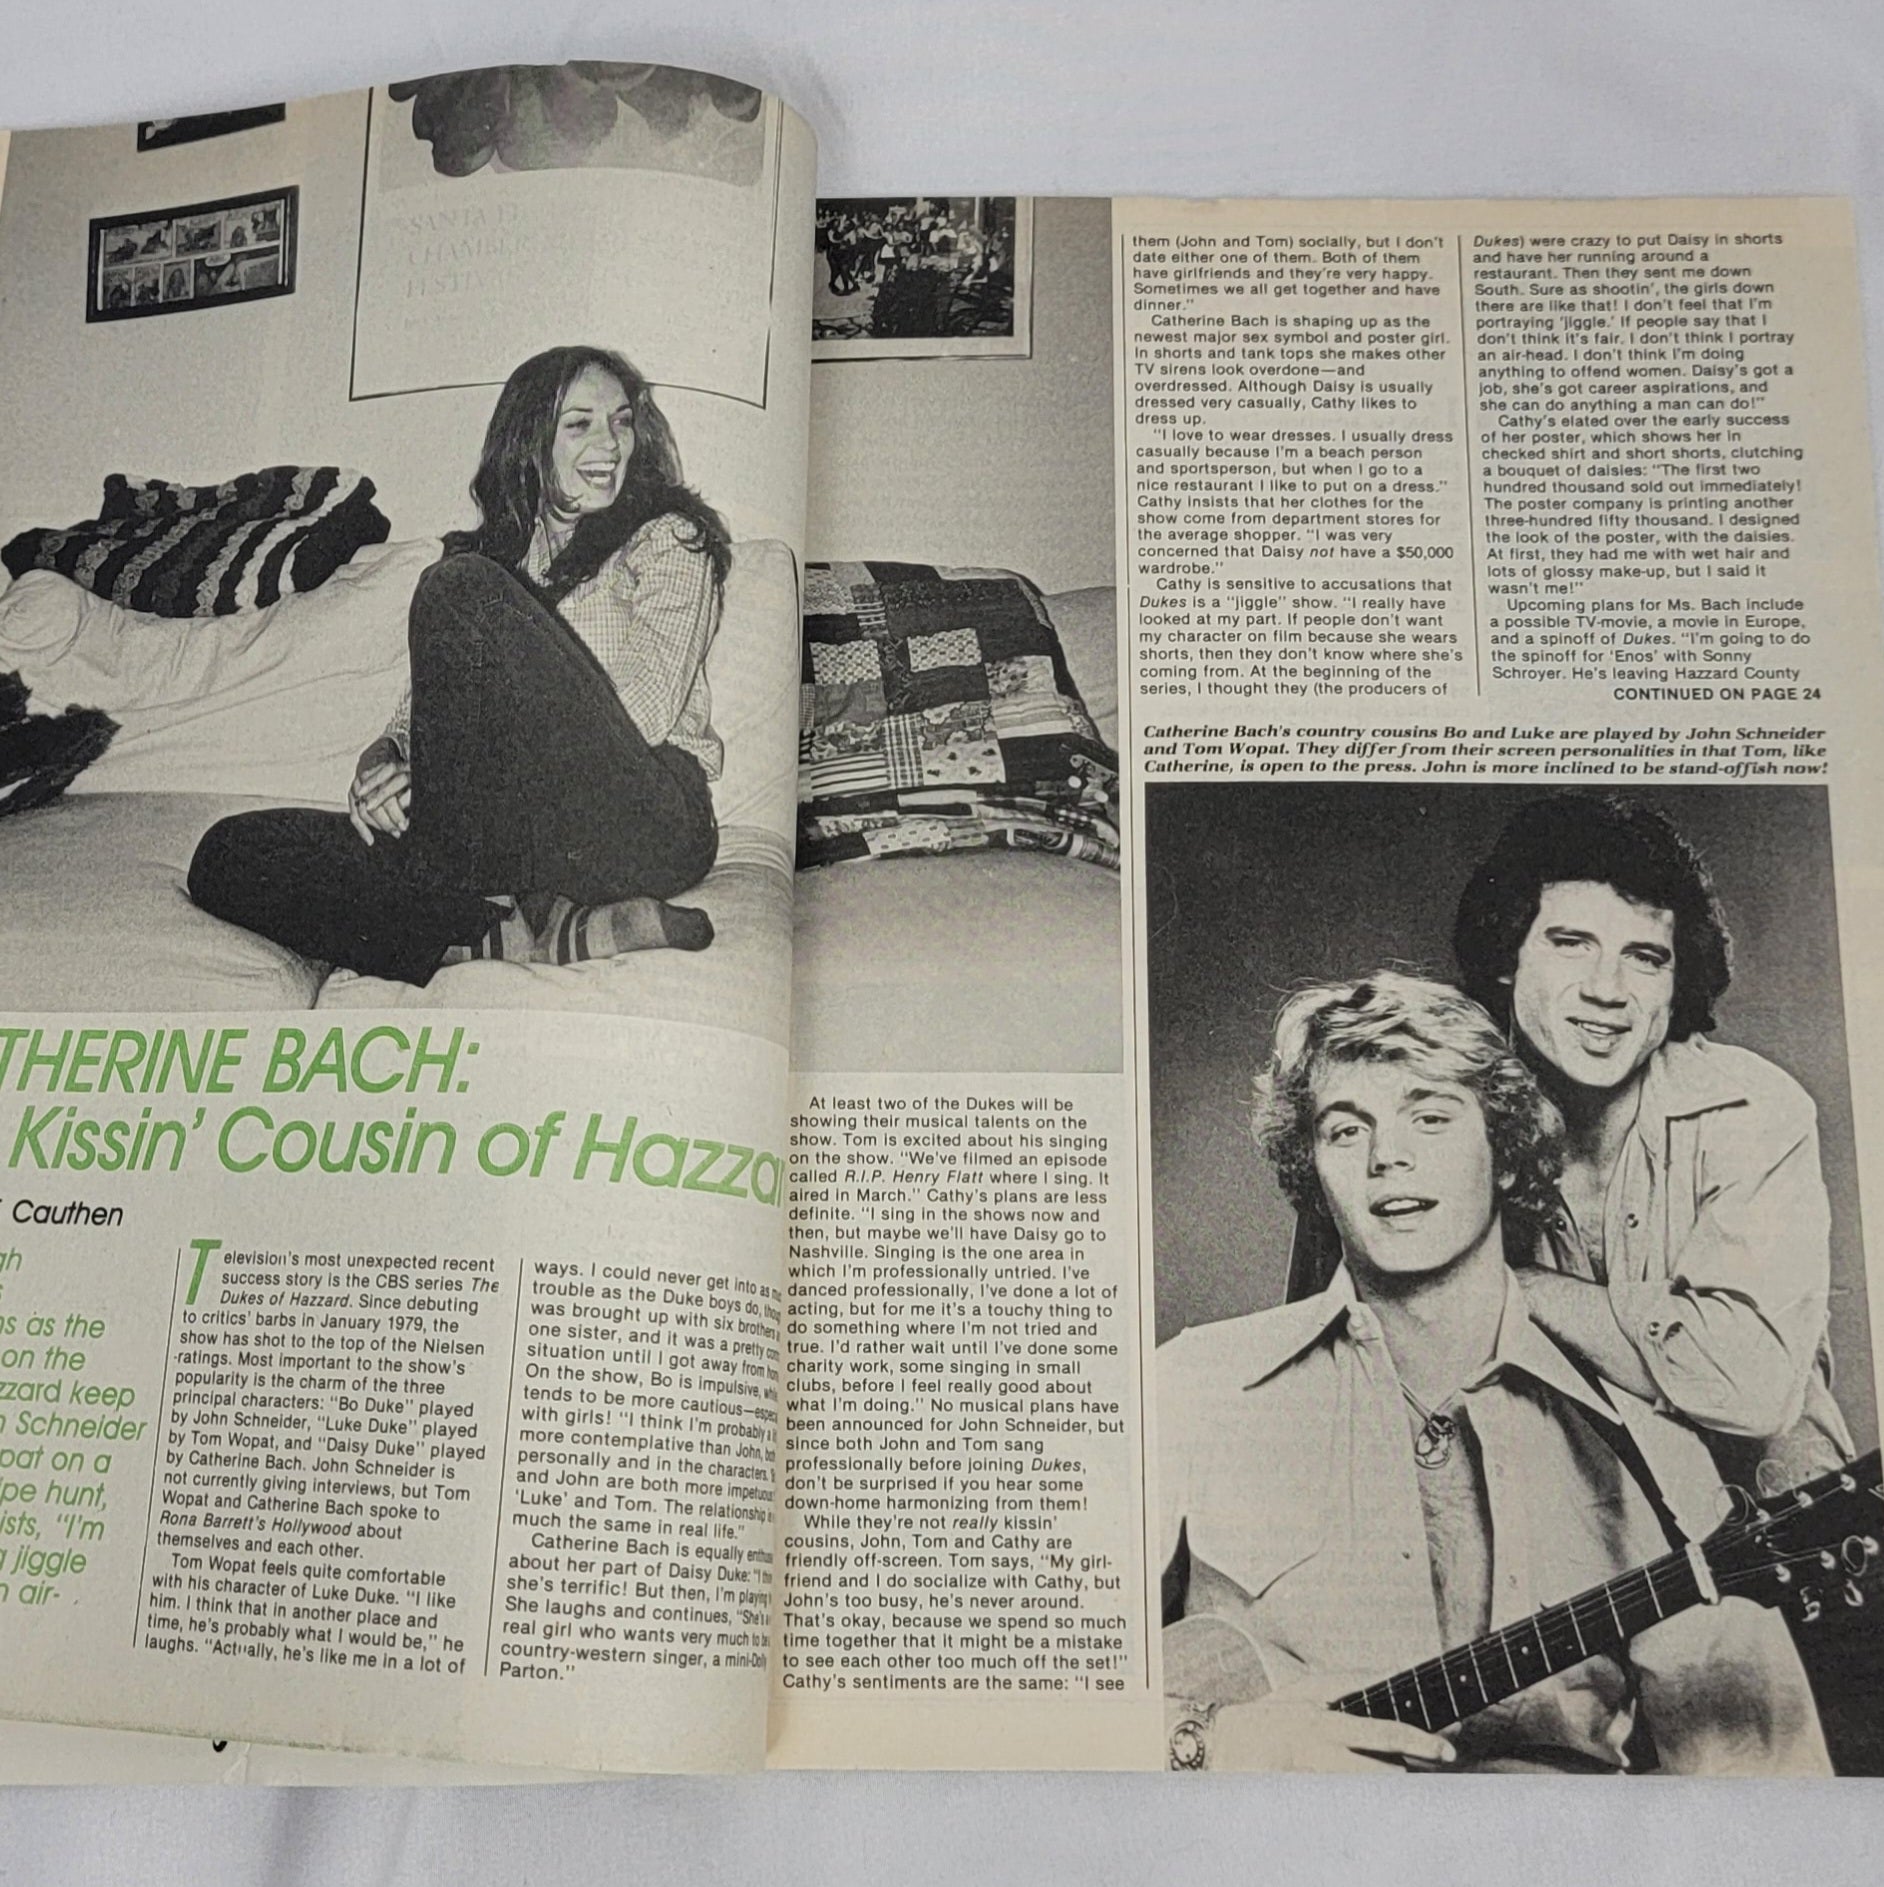 SANTA FE
CHAMBER
THERINE BACH:
Kissin' Cousin of Hazza
Cauthen
gh
s as the
on the
zzard keep
Schneider
pat on a
pe hunt,
ists, "I'm
jiggle
air-
Television's most unexpected recent
success story is the CBS series The
Dukes of Hazzard. Since debuting
to critics' barbs in January 1979, the
show has shot to the top of the Nielsen
ratings. Most important to the show's
popularity is the charm of the three
principal characters: "Bo Duke" played
by John Schneider, "Luke Duke" played
by Tom Wopat, and "Daisy Duke" played
by Catherine Bach. John Schneider is
not currently giving interviews, but Tom
Wopat and Catherine Bach spoke to
Rona Barrett's Hollywood about
themselves and each other.
Tom Wopat feels quite comfortable
with his character of Luke Duke. "I like
him. I think that in another place and
time, he's probably what I would be," he
laughs. "Actually, he's like me in a lot of
ways. I could never get into as
trouble as the Duke boys do,
was brought up with six brothers
one sister, and it was a pretty
situation until I got away from
On the show, Bo is impulsive,
tends to be more cautious—
with girls! "I think I'm probably a
more contemplative than John,
personally and in the characters.
and John are both more impetuous
'Luke' and Tom. The relationship
much the same in real life."
Catherine Bach is equally
about her part of Daisy Duke: "I
she's terrific! But then, I'm playing
She laughs and continues, "She's
real girl who wants very much to
country-western singer, a mini-Dolly
Parton."
At least two of the Dukes will be
showing their musical talents on the
show. Tom is excited about his singing
on the show. "We've filmed an episode
called R.I.P. Henry Flatt where I sing. It
aired in March." Cathy's plans are less
definite. "I sing in the shows now and
then, but maybe we'll have Daisy go to
Nashville. Singing is the one area in
which I'm professionally untried. I've
danced professionally, I've done a lot of
acting, but for me it's a touchy thing to
do something where I'm not tried and
true. I'd rather wait until I've done some
charity work, some singing in small
clubs, before I feel really good about
what I'm doing." No musical plans have
been announced for John Schneider, but
since both John and Tom sang
professionally before joining Dukes,
don't be surprised if you hear some
down-home harmonizing from them!
While they're not really kissin'
cousins, John, Tom and Cathy are
friendly off-screen. Tom says, "My girl-
friend and I do socialize with Cathy, but
John's too busy, he's never around.
That's okay, because we spend so much
time together that it might be a mistake
to see each other too much off the set!"
Cathy's sentiments are the same: "I see
them (John and Tom) socially, but I don't
date either one of them. Both of them
have girlfriends and they're very happy.
Sometimes we all get together and have
dinner."
Catherine Bach is shaping up as the
newest major sex symbol and poster girl.
In shorts and tank tops she makes other
TV sirens look overdone—and
overdressed. Although Daisy is usually
dressed very casually, Cathy likes to
dress up.
"I love to wear dresses. I usually dress
casually because I'm a beach person
and sportsperson, but when I go to a
nice restaurant I like to put on a dress."
Cathy insists that her clothes for the
show come from department stores for
the average shopper. "I was very
concerned that Daisy not have a $50,000
wardrobe."
Cathy is sensitive to accusations that
Dukes is a "jiggle" show. "I really have
looked at my part. If people don't want
my character on film because she wears
shorts, then they don't know where she's
coming from. At the beginning of the
series, I thought they (the producers of
Dukes) were crazy to put Daisy in shorts
and have her running around a
restaurant. Then they sent me down
South. Sure as shootin', the girls down
there are like that! I don't feel that I'm
portraying 'jiggle.' If people say that I
don't think it's fair. I don't think I portray
an air-head. I don't think I'm doing
anything to offend women. Daisy's got a
job, she's got career aspirations, and
she can do anything a man can do!"
Cathy's elated over the early success
of her poster, which shows her in
checked shirt and short shorts, clutching
a bouquet of daisies: "The first two
hundred thousand sold out immediately!
The poster company is printing another
three-hundred fifty thousand. I designed
the look of the poster, with the daisies.
At first, they had me with wet hair and
lots of glossy make-up, but I said it
wasn't me!"
Upcoming plans for Ms. Bach include
a possible TV-movie, a movie in Europe,
and a spinoff of Dukes. "I'm going to do
the spinoff for 'Enos' with Sonny
Schroyer. He's leaving Hazzard County
CONTINUED ON PAGE 24
Catherine Bach's country cousins Bo and Luke are played by John Schneider
and Tom Wopat. They differ from their screen personalities in that Tom, like
Catherine, is open to the press. John is more inclined to be stand-offish now!